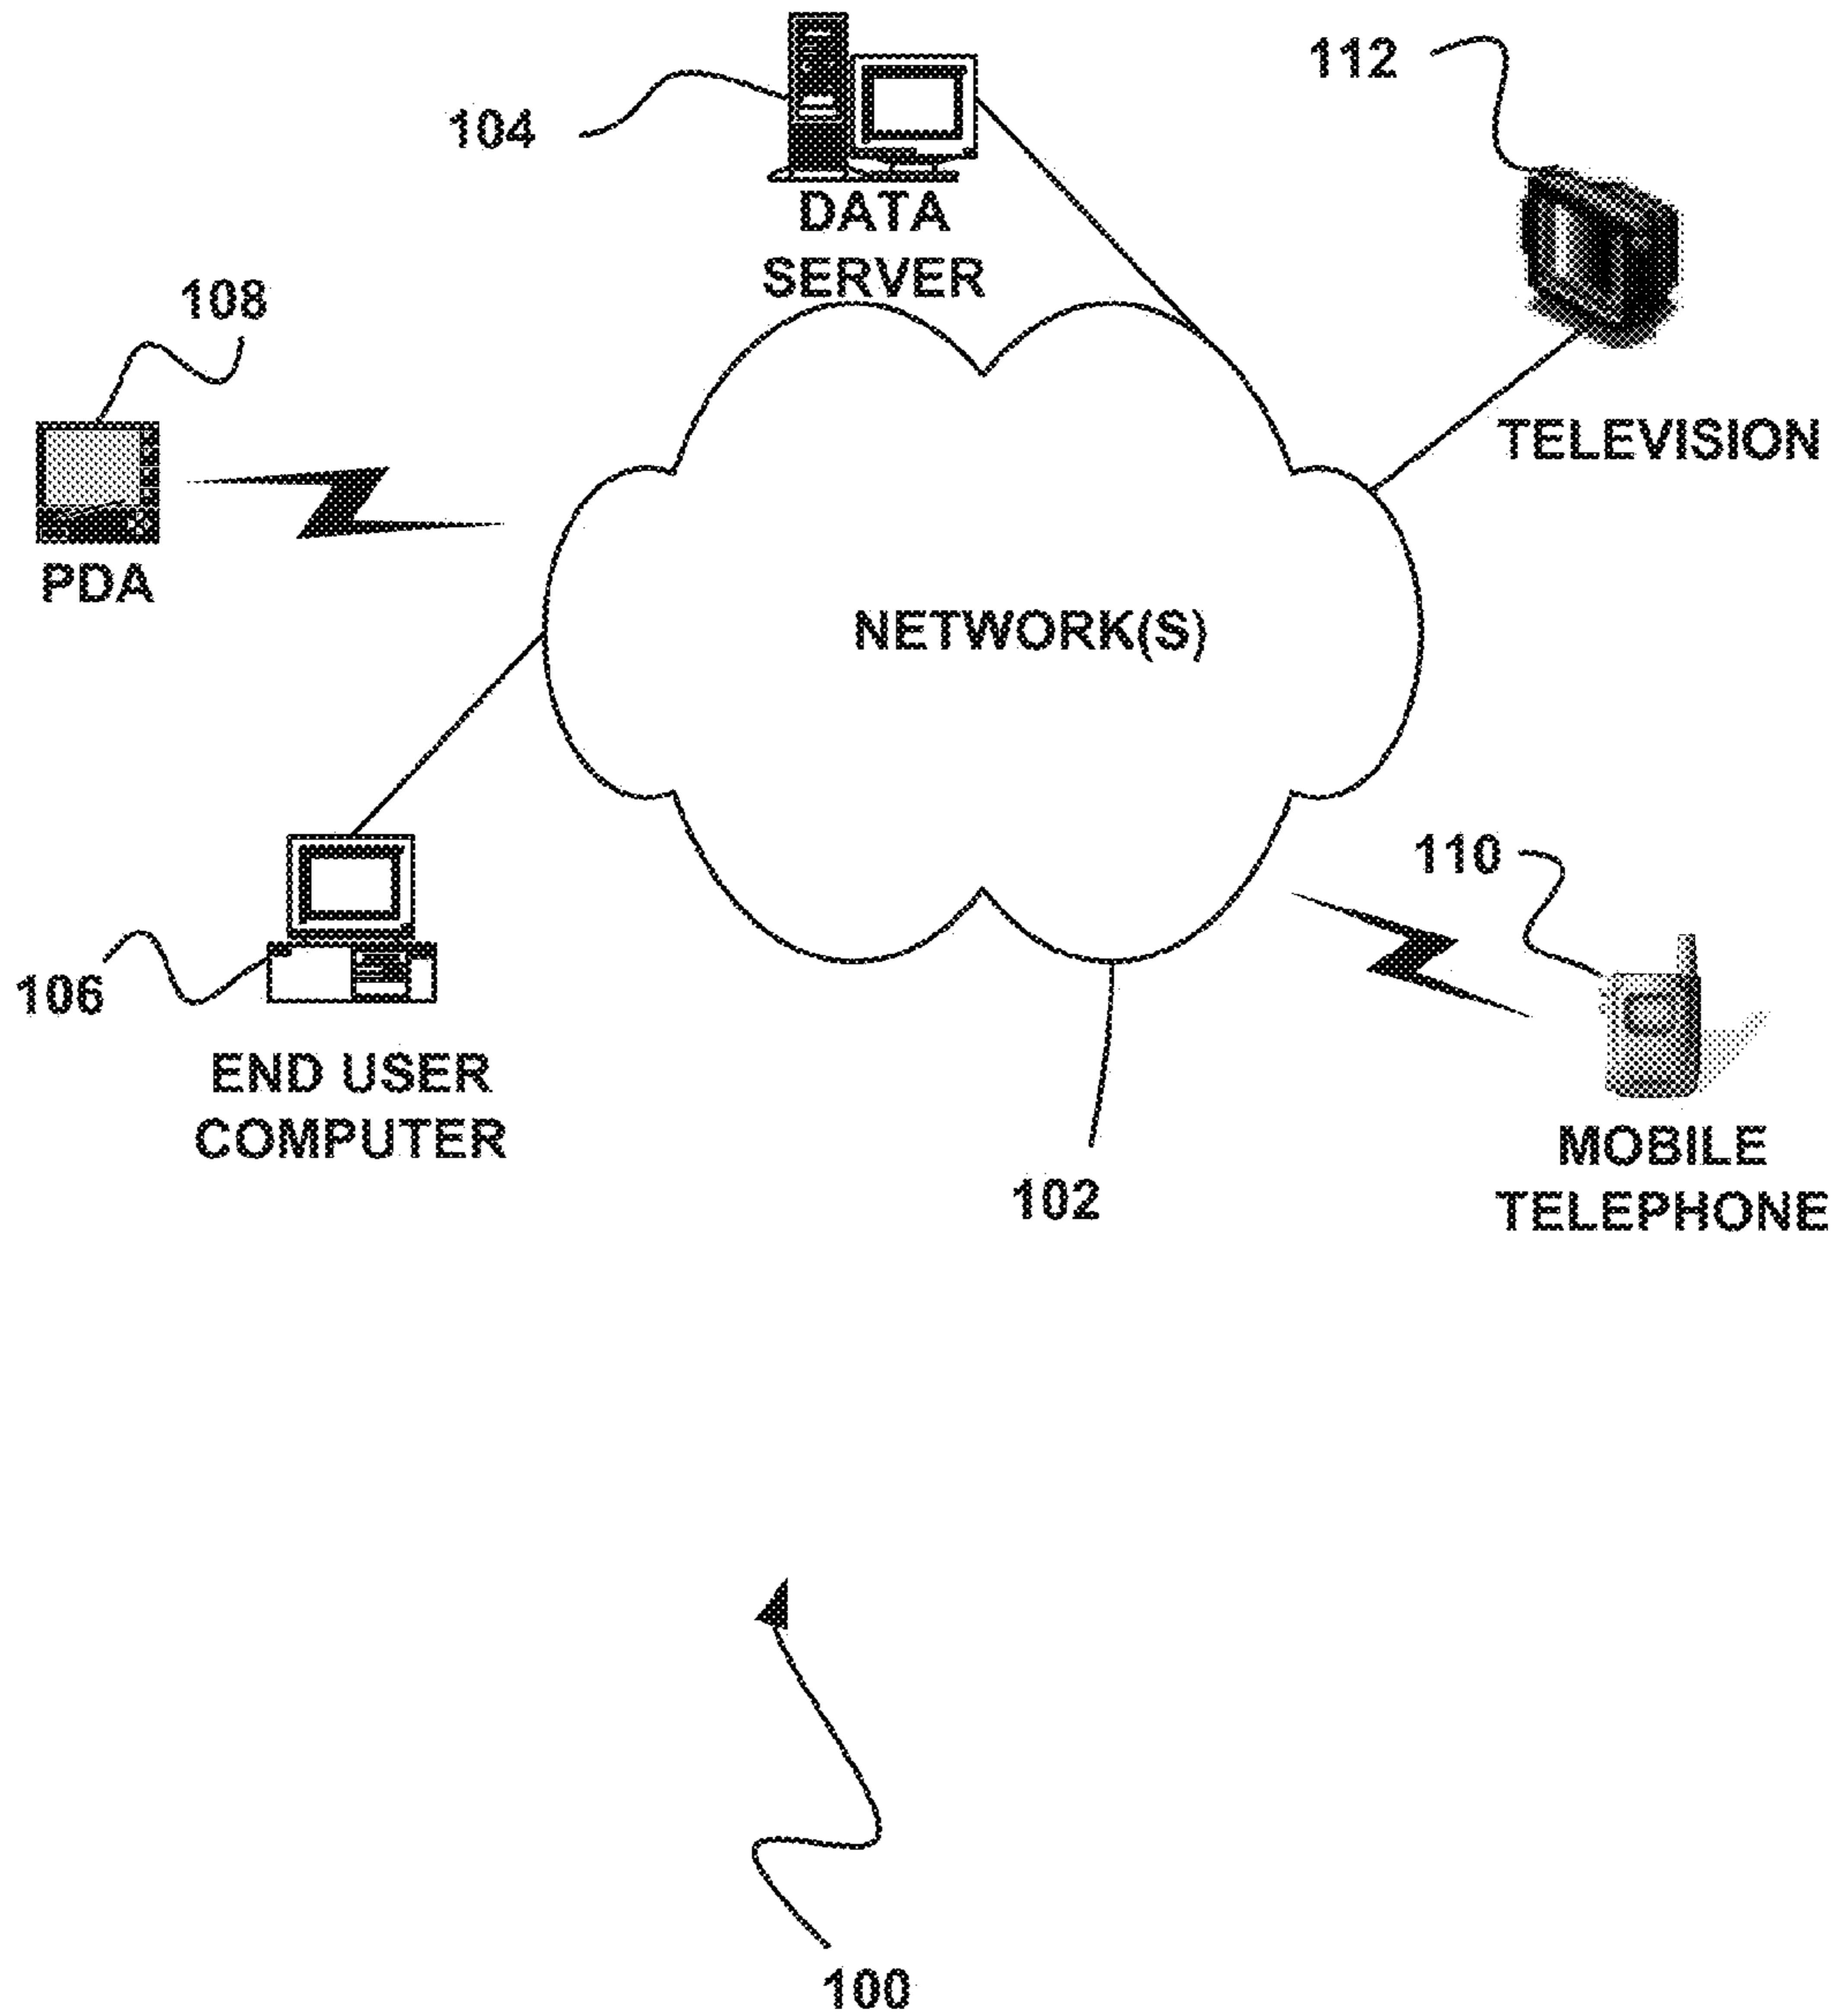 104
112
DATA
SERVER
108
TELEVISION
PDA
NETWORK(S)
110
106
END USER
COMPUTER
MOBILE
TELEPHONE
102
100